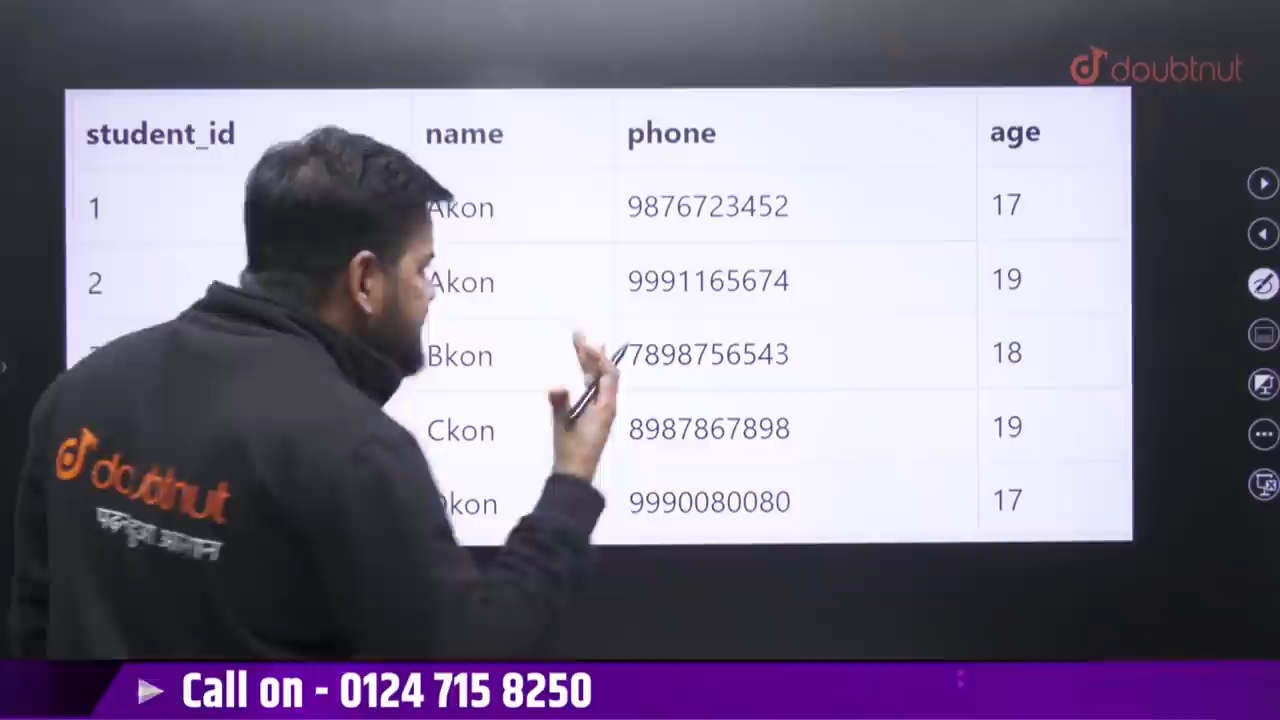 doubtnut
student_id name phone age
1 Akon 9876723452 17
2 Akon 9991165674 19
Bkon 7898756543 18
Ckon 8987867898 19
9990080080 17
doubtnut
Call on - 0124 715 8250